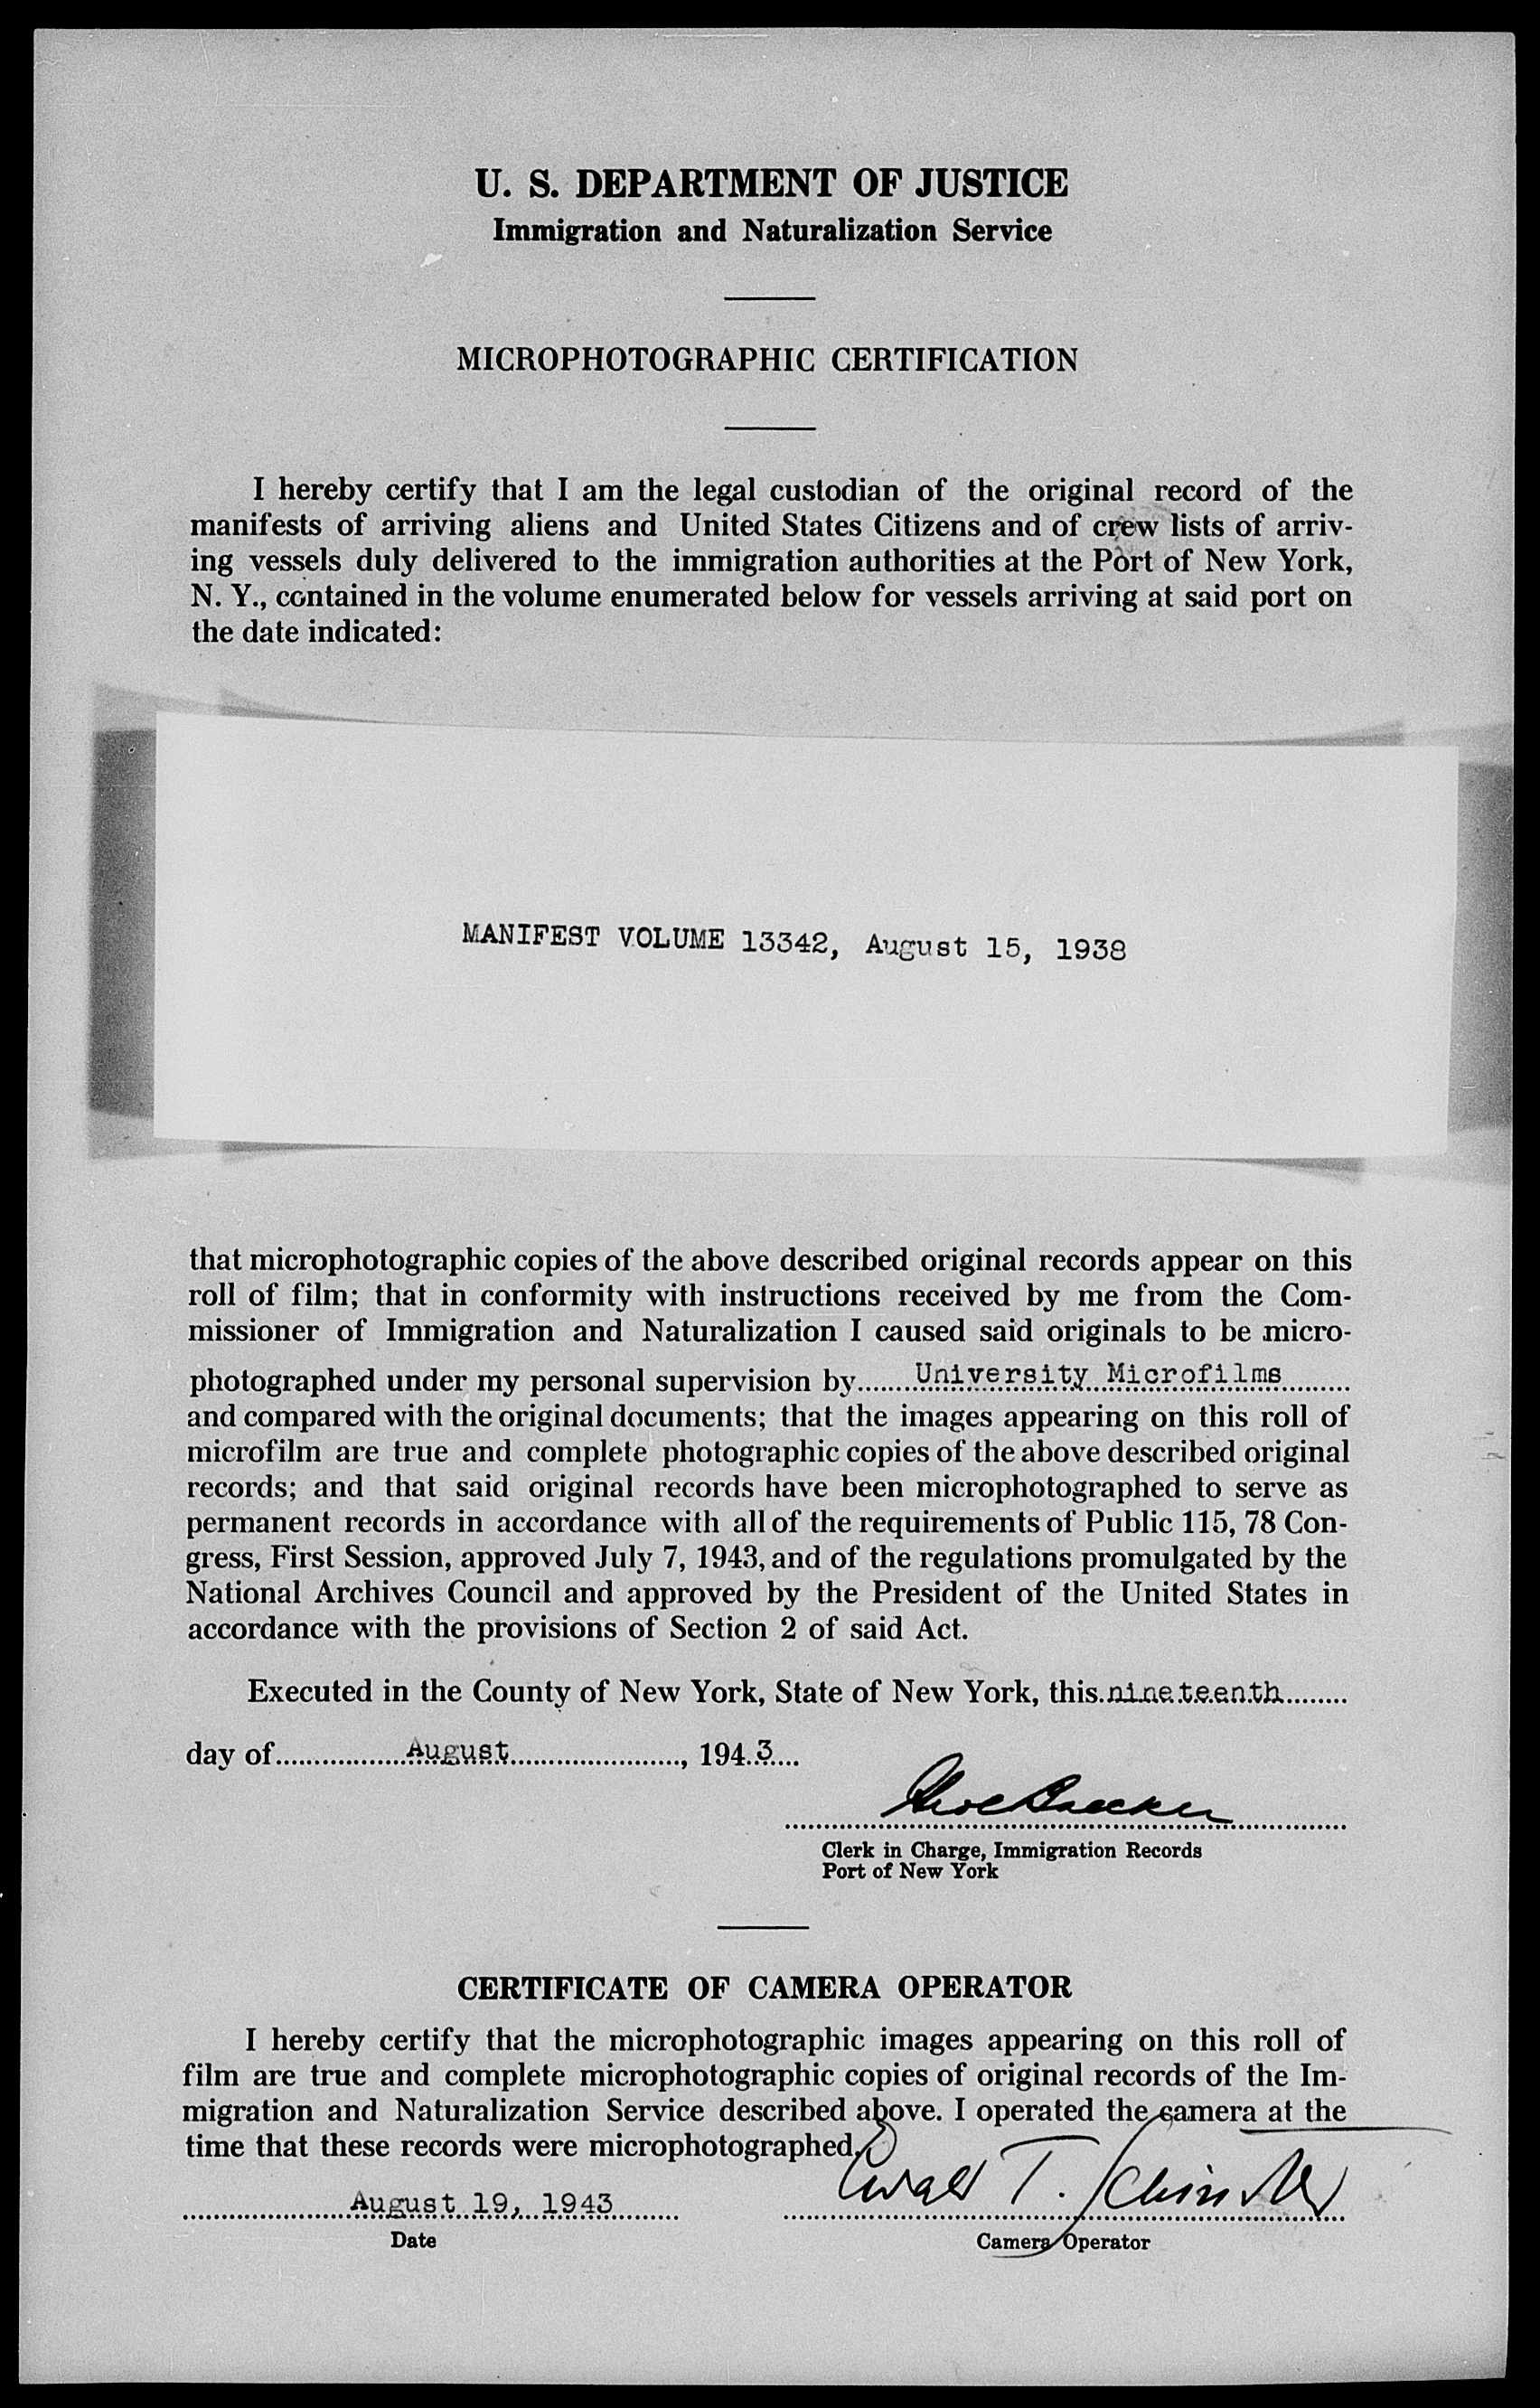 U. S. DEPARTMENT OF JUSTICE
Immigration and Naturalization Service
MICROPHOTOGRAPHIC CERTIFICATION
I hereby certify that I am the legal custodian of the original record of the
manifests of arriving aliens and United States Citizens and of crew lists of arriv-
ing vessels duly delivered to the immigration authorities at the Port of New York,
N. Y., contained in the volume enumerated below for vessels arriving at said port on
the date indicated:
MANIFEST VOLUME 13342, August 15, 1938
that microphotographic copies of the above described original records appear on this
roll of film; that in conformity with instructions received by me from the Com-
missioner of Immigration and Naturalization I caused said originals to be micro-
photographed under my personal supervision by University Microfilms
and compared with the original documents; that the images appearing on this roll of
microfilm are true and complete photographic copies of the above described original
records; and that said original records have been microphotographed to serve as
permanent records in accordance with all of the requirements of Public 115, 78 Con-
gress, First Session, approved July 7, 1943, and of the regulations promulgated by the
National Archives Council and approved by the President of the United States in
accordance with the provisions of Section 2 of said Act.
Executed in the County of New York, State of New York, this nineteenth
day of August, 1943
Clerk in Charge, Immigration Records
Port of New York
CERTIFICATE OF CAMERA OPERATOR
I hereby certify that the microphotographic images appearing on this roll of
film are true and complete microphotographic copies of original records of the Im-
migration and Naturalization Service described above. I operated the camera at the
time that these records were microphotographed.
T.
August 19, 1943
Date
Camera Operator